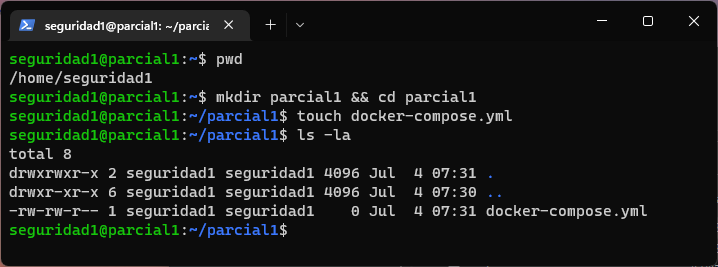 seguridad1@parcial1: ~/parcia
seguridad1@parcial1:~$ pwd
/home/seguridad1
seguridad1@parcial1:~$ mkdir parcial1 && cd parcial1
seguridad1@parcial1:~/parcial1$ touch docker-compose.yml
seguridad1@parcial1:~/parcial1$ ls -la
total 8
drwxrwxr-x 2 seguridad1 seguridad1 4096 Jul  4 07:31 .
drwxr-xr-x 6 seguridad1 seguridad1 4096 Jul  4 07:30 ..
-rw-rw-r-- 1 seguridad1 seguridad1    0 Jul  4 07:31 docker-compose.yml
seguridad1@parcial1:~/parcial1$